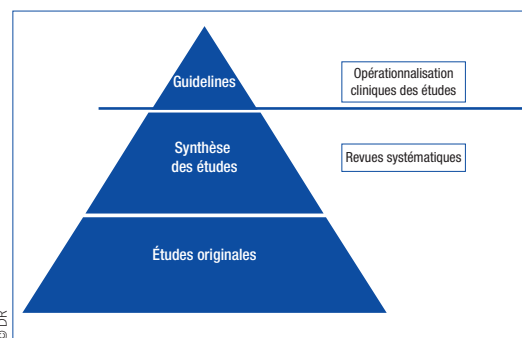 Guidelines
Opérationnalisation
cliniques des études
Synthèse
des études
Revues systématiques
Études originales
© DR